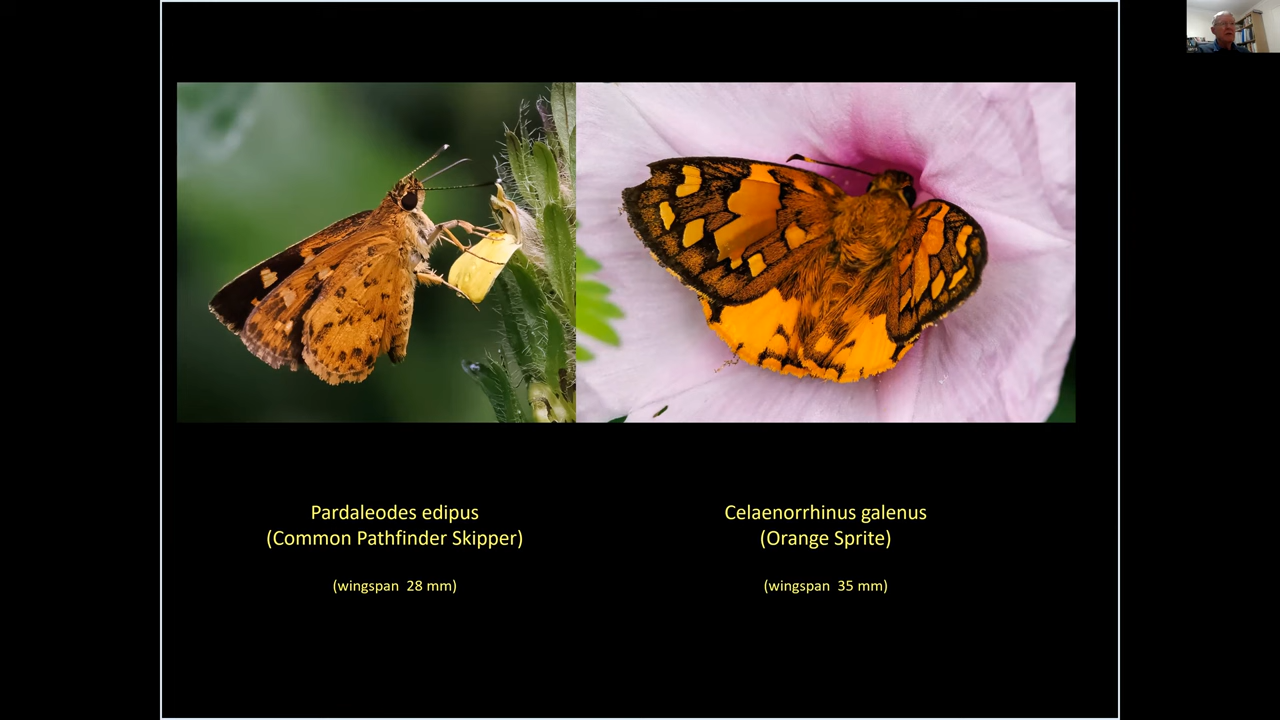 Pardaleodes edipus
(Common Pathfinder Skipper)
(wingspan 28 mm)
Celaenorrhinus galenus
(Orange Sprite)
(wingspan 35 mm)